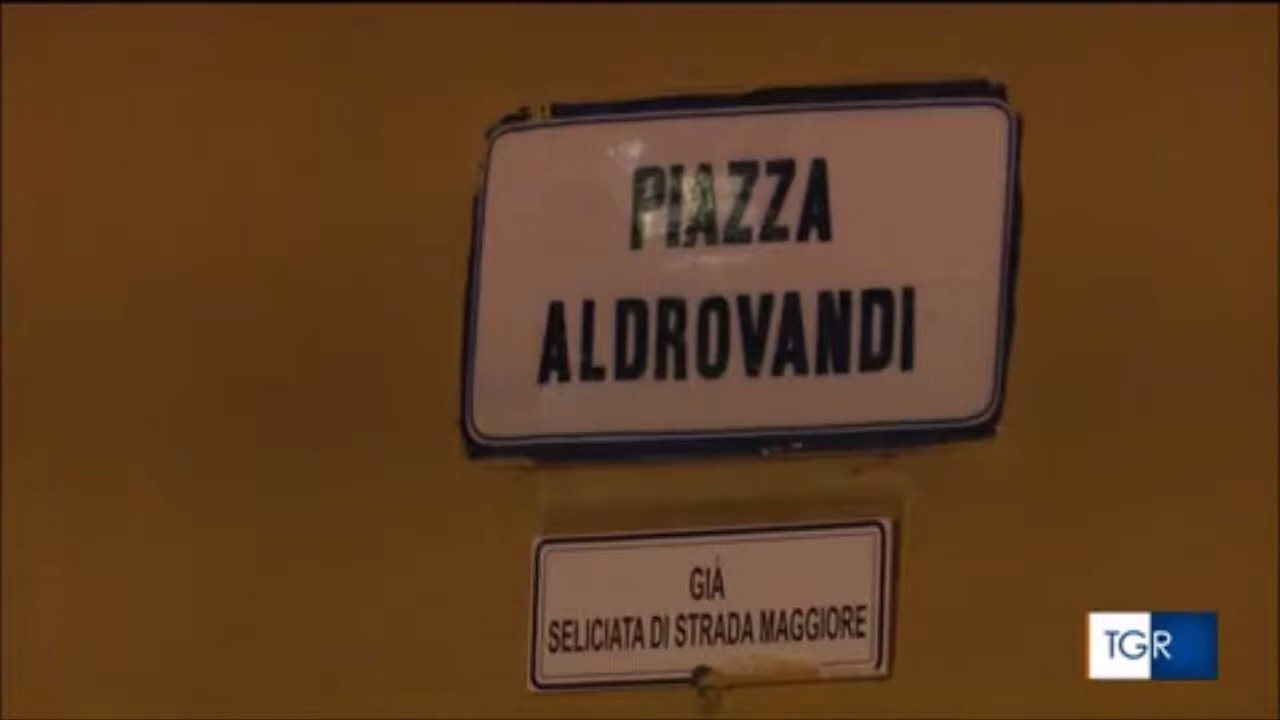 PIAZZA
ALDROVANDI
GIÀ
SELICIATA DI STRADA MAGGIORE
TGR